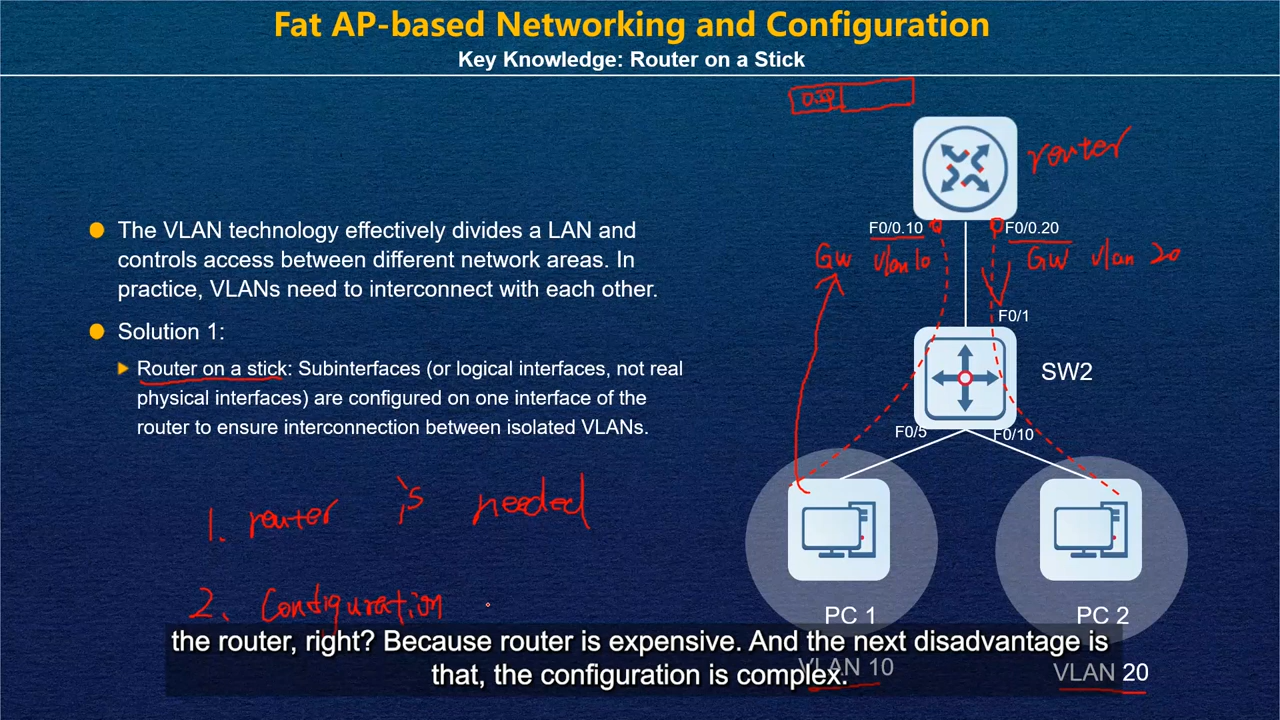 Fat AP-based Networking and Configuration
Key Knowledge: Router on a Stick
router
F0/0.10
F0/0.20
GW Vlan 10
GW Vlan 20
The VLAN technology effectively divides a LAN and
controls access between different network areas. In
practice, VLANs need to interconnect with each other.
F0/1
Solution 1:
Router on a stick: Subinterfaces (or logical interfaces, not real
physical interfaces) are configured on one interface of the
router to ensure interconnection between isolated VLANs.
SW2
F0/5
F0/10
1. router is needed
2. Configuration
PC 1
PC 2
the router, right? Because router is expensive. And the next disadvantage is
that, the configuration is complex.
VLAN 10
VLAN 20